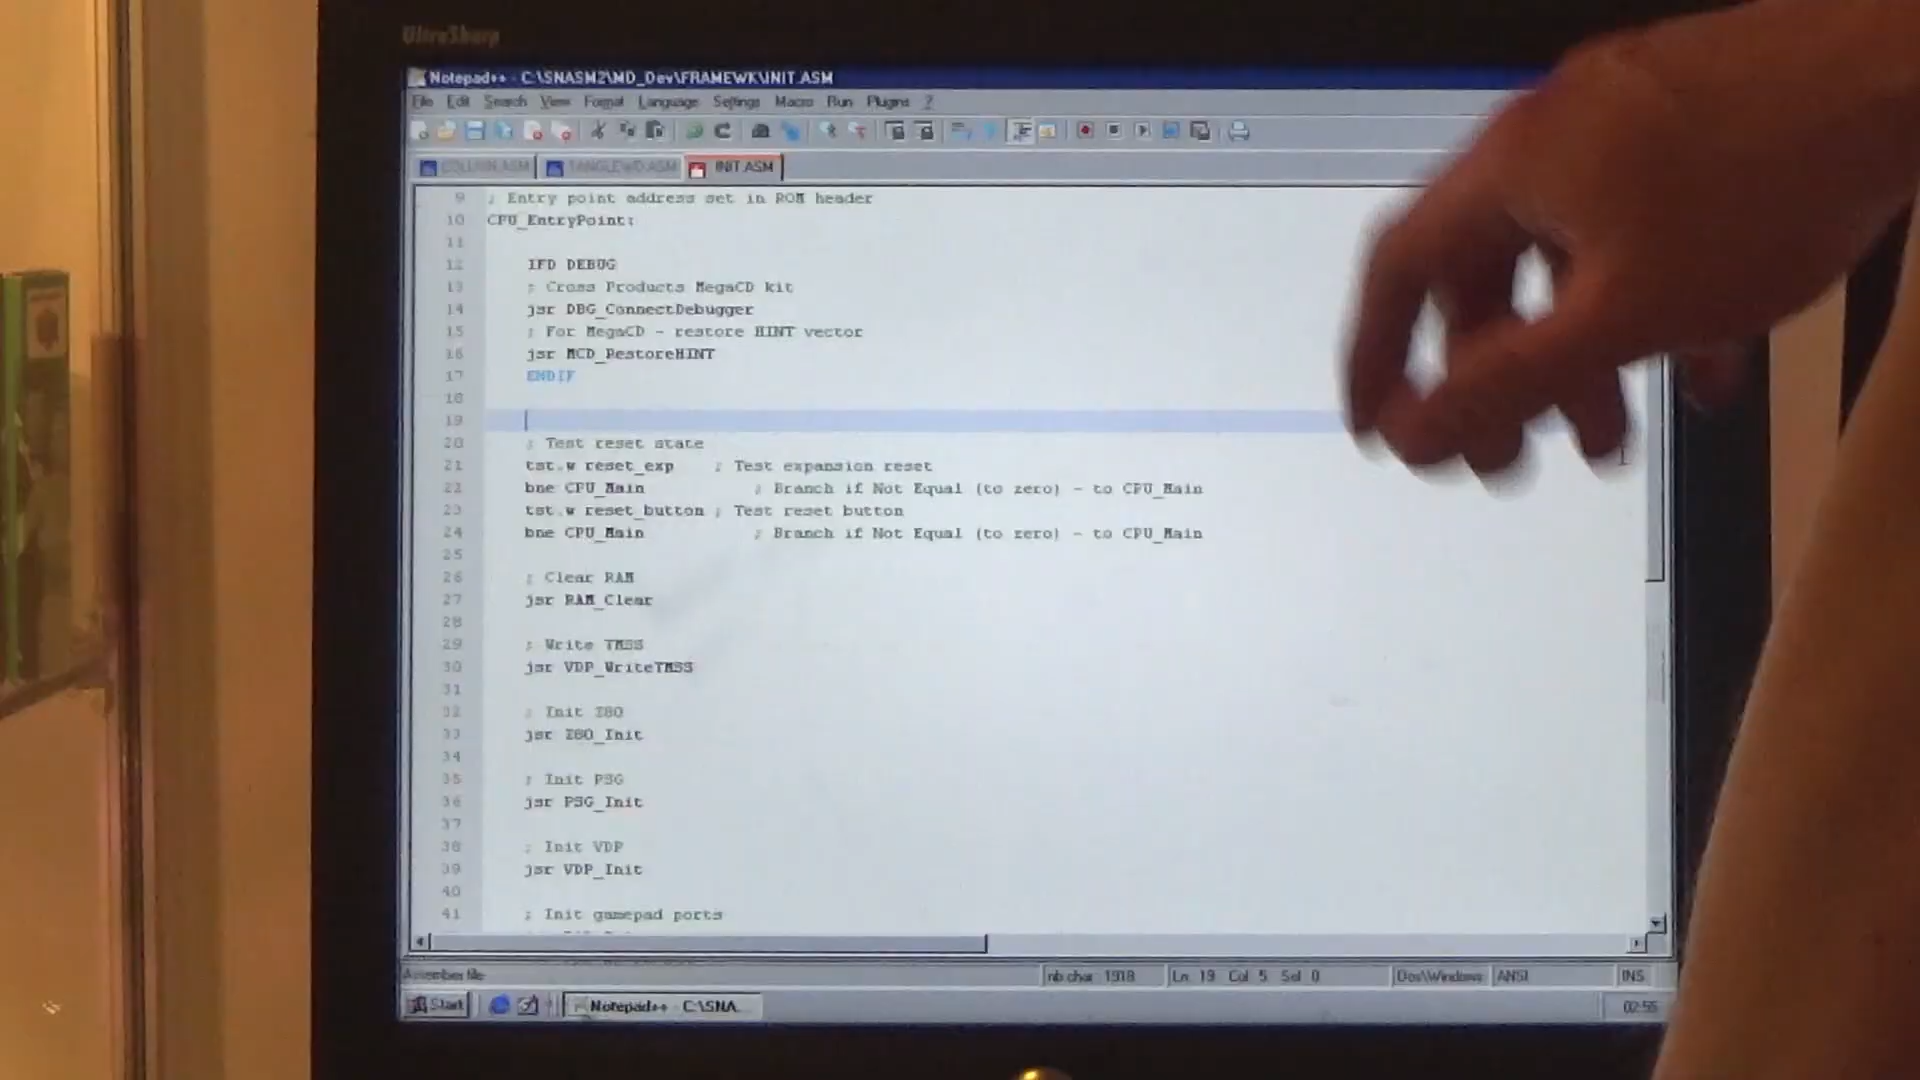 UltraSharp
Notepad++ - C:\SNASM2\MD_Dev\FRAMEWK\INIT.ASM
File Edit Search View Format Language Settings Macro Run Plugins ?
COLLISN.ASM TANGLEWD.ASM INIT.ASM
9 ; Entry point address set in ROM header
10 CPU_EntryPoint:
11
12 IFD DEBUG
13 ; Cross Products MegaCD kit
14 jsr DBG_ConnectDebugger
15 ; For MegaCD - restore HINT vector
16 jsr MCD_RestoreHINT
17 ENDIF
18
19
20 ; Test reset state
21 tst.w reset_exp ; Test expansion reset
22 bne CPU_Main ; Branch if Not Equal (to zero) - to CPU_Main
23 tst.w reset_button ; Test reset button
24 bne CPU_Main ; Branch if Not Equal (to zero) - to CPU_Main
25
26 ; Clear RAM
27 jsr RAM_Clear
28
29 ; Write TMSS
30 jsr VDP_WriteTMSS
31
32 ; Init Z80
33 jsr Z80_Init
34
35 ; Init PSG
36 jsr PSG_Init
37
38 ; Init VDP
39 jsr VDP_Init
40
41 ; Init gamepad ports
Assembler file nb char : 1918 Ln : 19 Col : 5 Sel : 0 Dos\Windows ANSI INS
Start Notepad++ - C:\SNA... 02:55